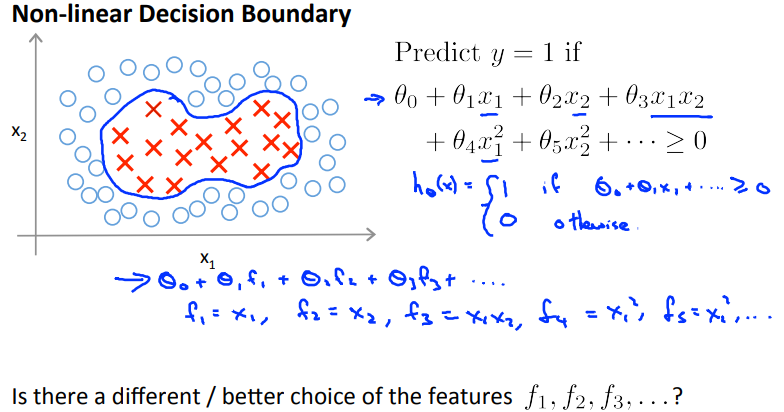 Non-linear Decision Boundary
x₂
x₁
Predict y = 1 if
→ θ₀ + θ₁x₁ + θ₂x₂ + θ₃x₁x₂
+ θ₄x₁² + θ₅x₂² + ⋯ ≥ 0
h₀(x) = { 1 if θ₀+θ₁x₁+... ≥ 0
0 otherwise.
→ θ₀ + θ₁f₁ + θ₂f₂ + θ₃f₃ + ....
f₁ = x₁, f₂ = x₂, f₃ = x₁x₂, f₄ = x₁², f₅ = x₂², ...
Is there a different / better choice of the features f₁, f₂, f₃, . . .?